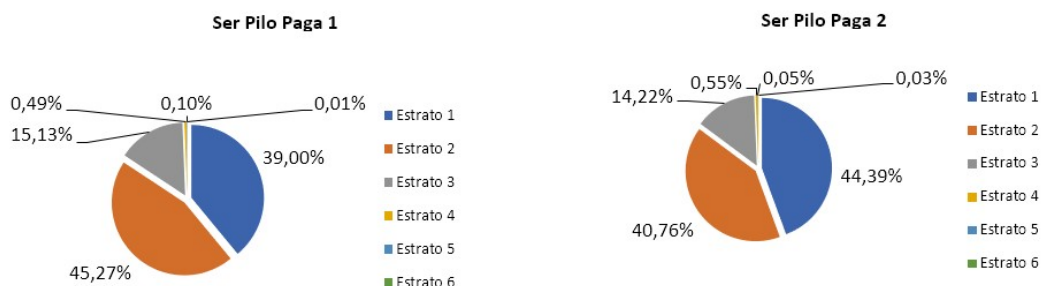 Ser Pilo Paga 1
0,49%
0,10%
0,01%
15,13%
39,00%
45,27%
Estrato 1
Estrato 2
Estrato 3
Estrato 4
Estrato 5
Estrato 6
Ser Pilo Paga 2
0,55%
0,05%
0,03%
14,22%
44,39%
40,76%
Estrato 1
Estrato 2
Estrato 3
Estrato 4
Estrato 5
Estrato 6